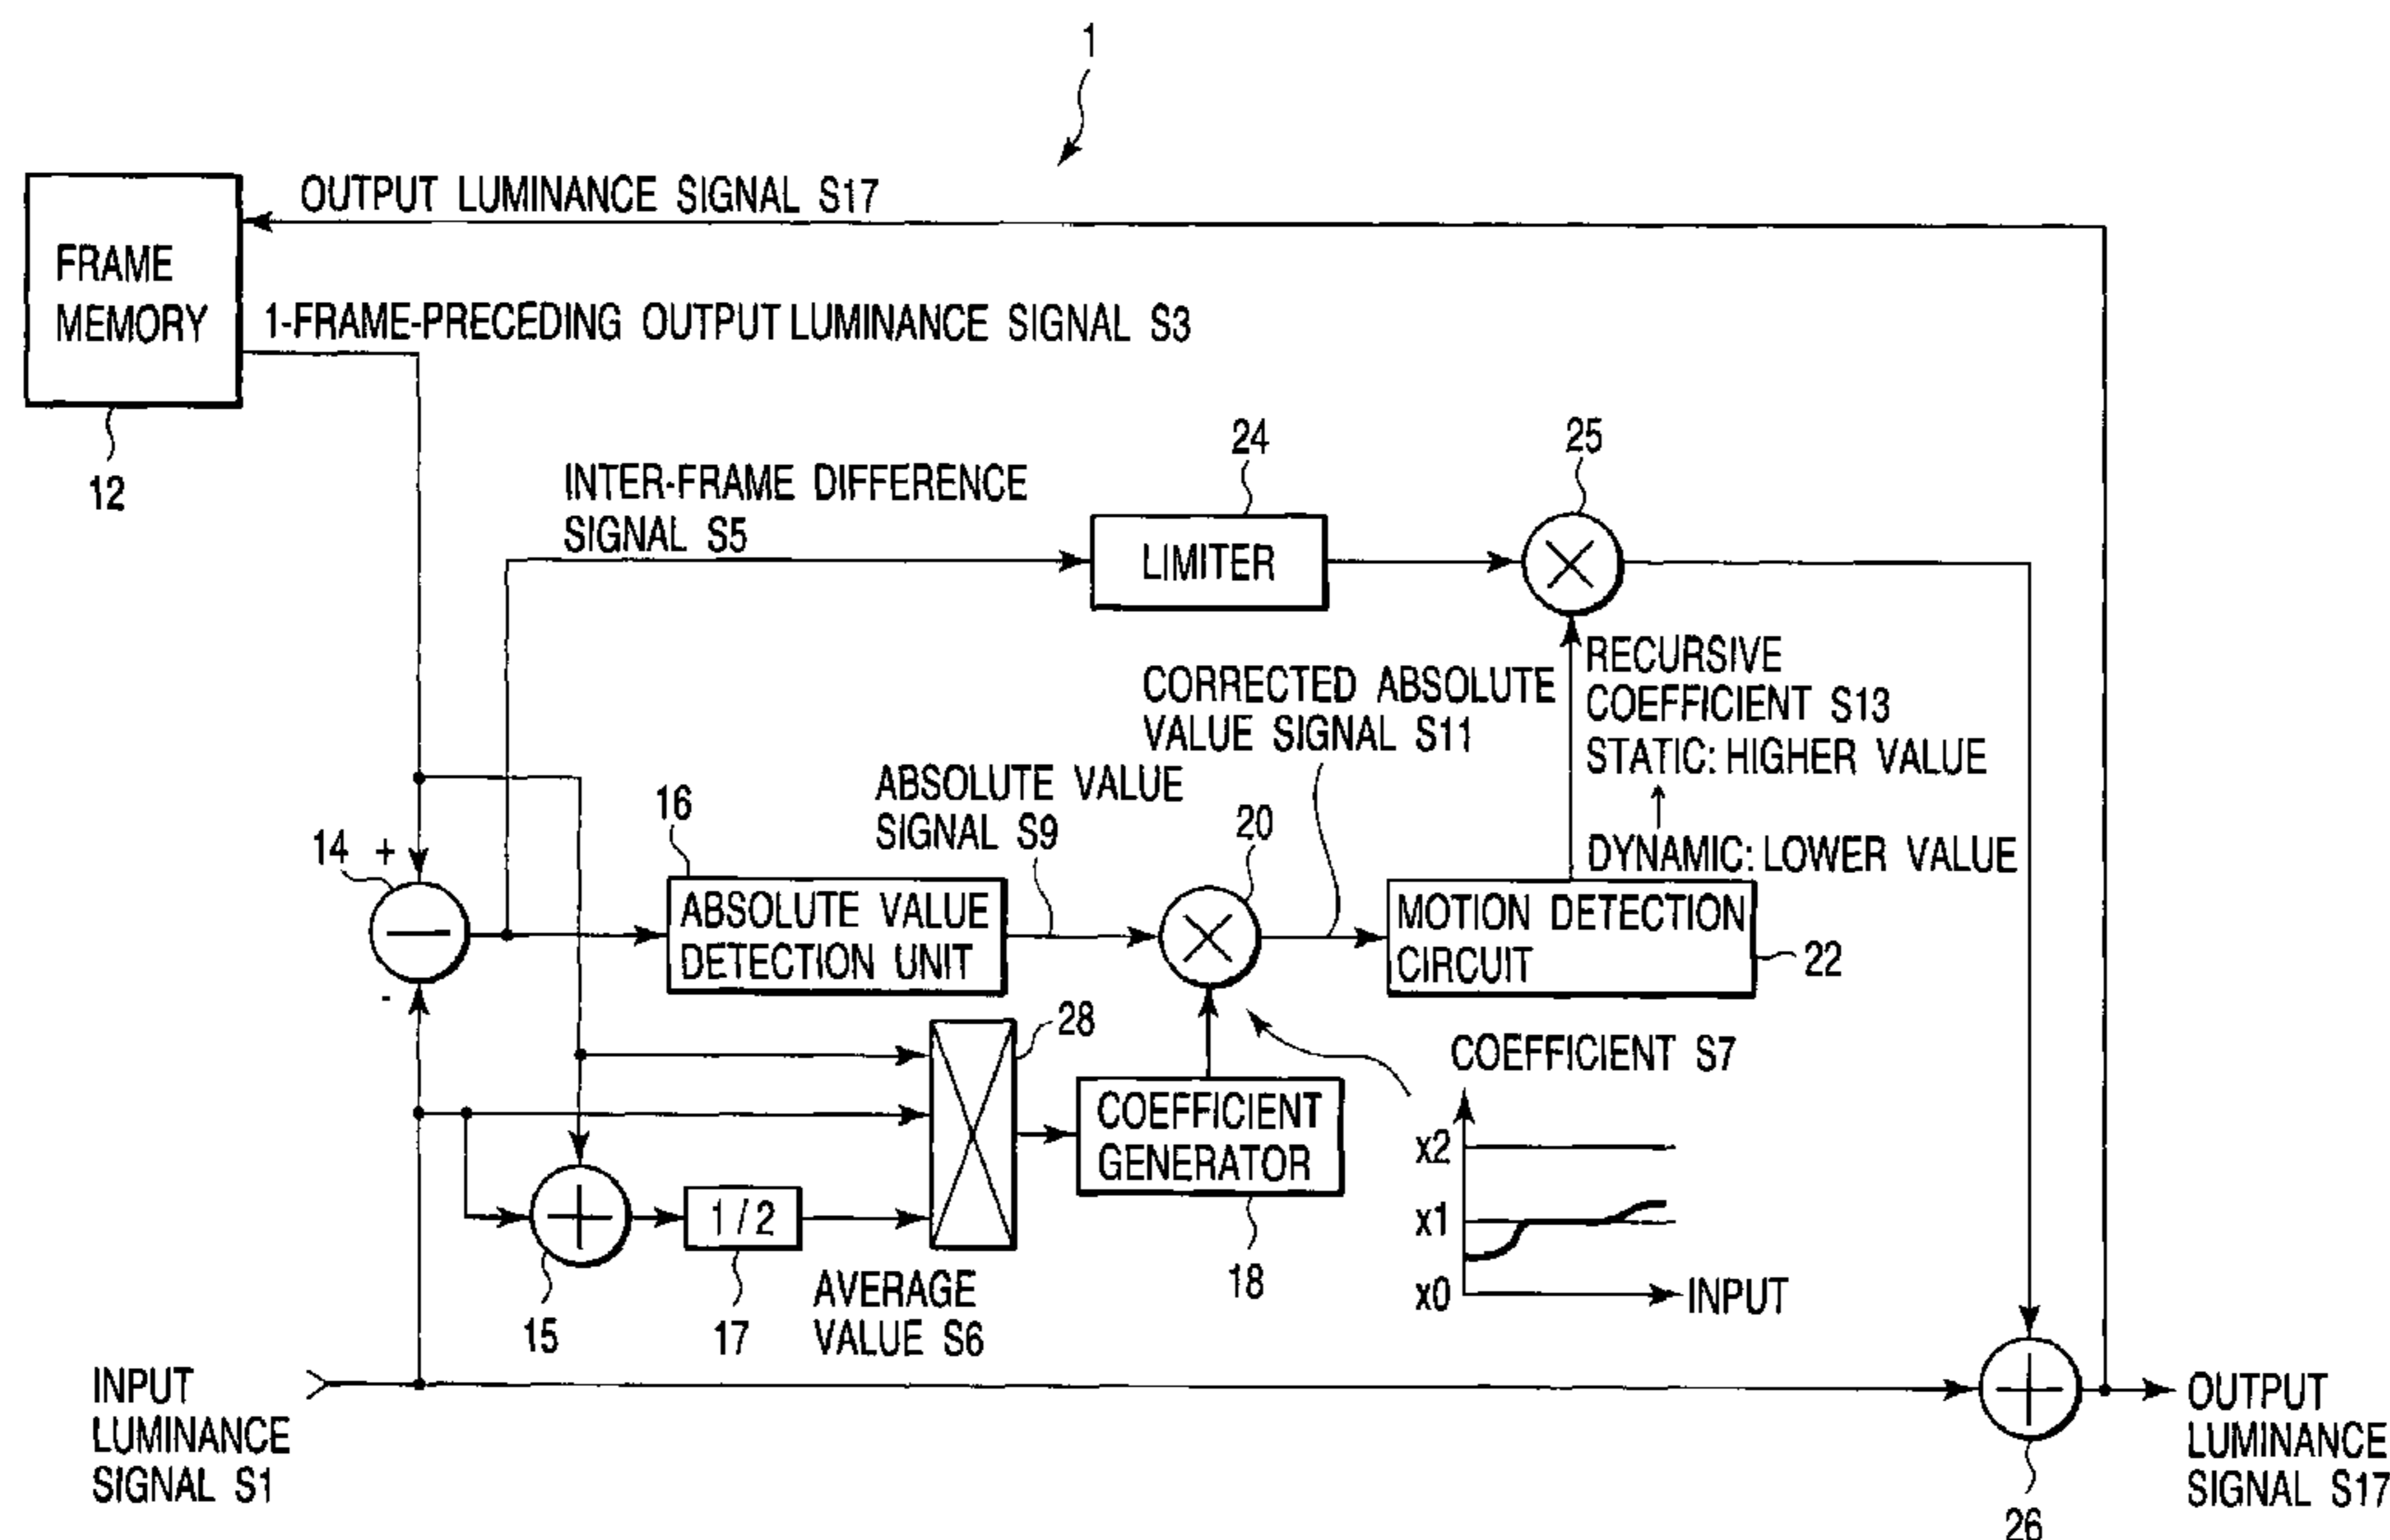 1
OUTPUT LUMINANCE SIGNAL S17
FRAME
MEMORY
1-FRAME-PRECEDING OUTPUT LUMINANCE SIGNAL S3
12
INTER-FRAME DIFFERENCE
SIGNAL S5
24
LIMITER
25
RECURSIVE
COEFFICIENT S13
STATIC: HIGHER VALUE
DYNAMIC: LOWER VALUE
CORRECTED ABSOLUTE
VALUE SIGNAL S11
ABSOLUTE VALUE
SIGNAL S9
14
+
-
16
ABSOLUTE VALUE
DETECTION UNIT
20
MOTION DETECTION
CIRCUIT
22
28
COEFFICIENT
GENERATOR
18
COEFFICIENT S7
x2
x1
x0
INPUT
15
1/2
17
AVERAGE
VALUE S6
INPUT
LUMINANCE
SIGNAL S1
26
OUTPUT
LUMINANCE
SIGNAL S17